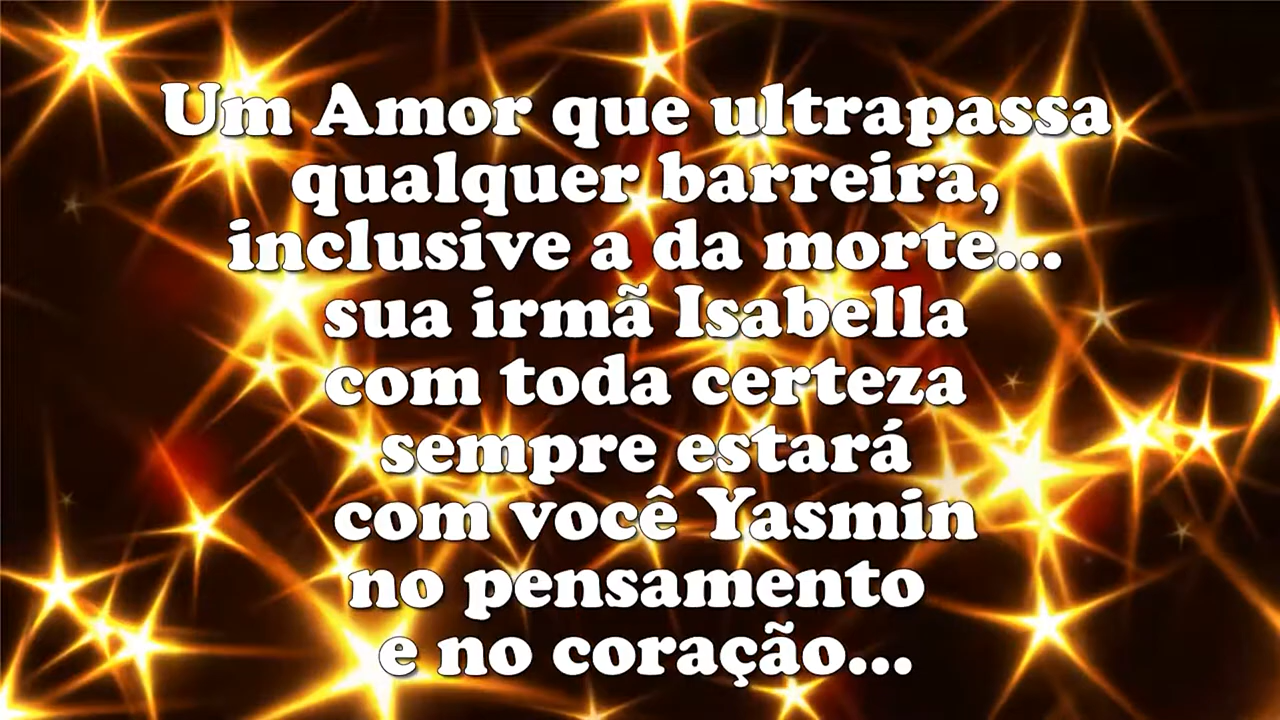 Um Amor que ultrapassa
qualquer barreira,
inclusive a da morte...
sua irmã Isabella
com toda certeza
sempre estará
com você Yasmin
no pensamento
e no coração...